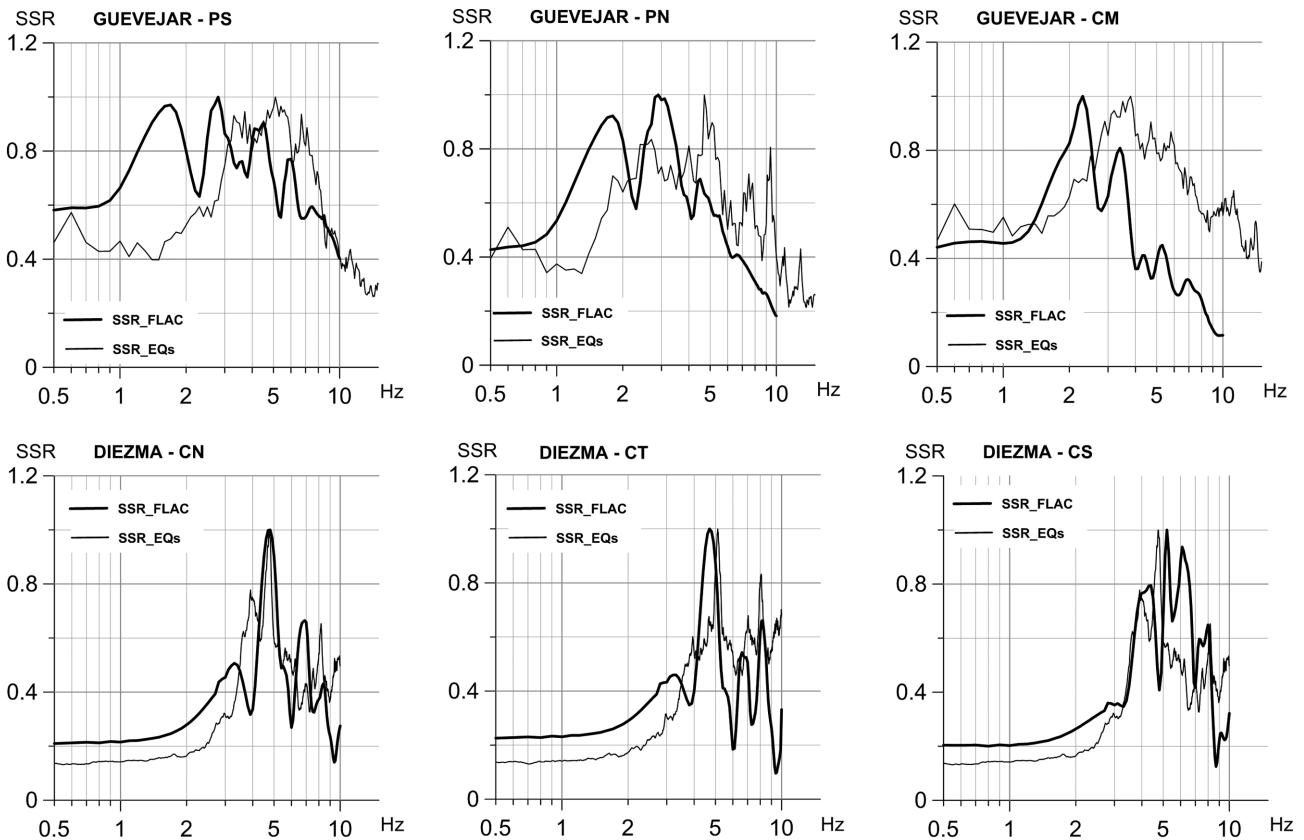 SSR GUEVEJAR - PS
1.2
0.8
0.4
0
SSR_FLAC
SSR_EQs
0.5 1 2 5 10 Hz
SSR GUEVEJAR - PN
1.2
0.8
0.4
0
SSR_FLAC
SSR_EQs
0.5 1 2 5 10 Hz
SSR GUEVEJAR - CM
1.2
0.8
0.4
0
SSR_FLAC
SSR_EQs
0.5 1 2 5 10 Hz
SSR DIEZMA - CN
1.2
SSR_FLAC
SSR_EQs
0.8
0.4
0
0.5 1 2 5 10 Hz
SSR DIEZMA - CT
1.2
SSR_FLAC
SSR_EQs
0.8
0.4
0
0.5 1 2 5 10 Hz
SSR DIEZMA - CS
1.2
SSR_FLAC
SSR_EQs
0.8
0.4
0
0.5 1 2 5 10 Hz